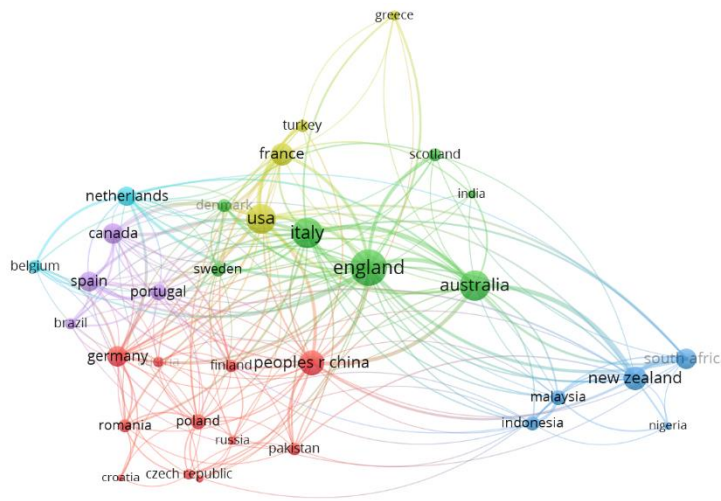 greece
turkey
france
scotland
denmark
india
netherlands
canada
usa
italy
england
belgium
sweden
spain
portugal
australia
brazil
germany
finland
peoples r china
south afric
new zealand
malaysia
romania
poland
indonesia
nigeria
russia
pakistan
croatia
czech republic